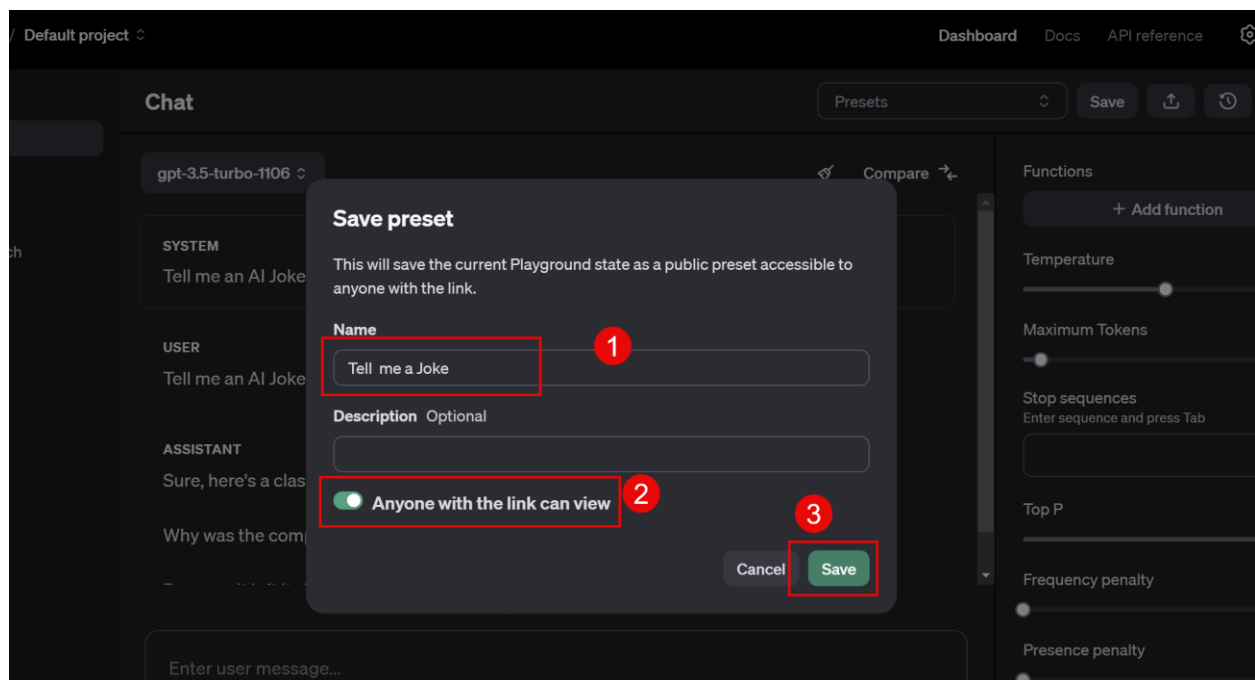 / Default project
Dashboard Docs API reference
Chat
Presets
Save
gpt-3.5-turbo-1106
Compare
Functions
+ Add function
SYSTEM
Tell me an AI Joke
USER
Tell me an AI Joke
ASSISTANT
Sure, here's a clas
Why was the com
Save preset
This will save the current Playground state as a public preset accessible to
anyone with the link.
Name
1
Tell me a Joke
Description Optional
Anyone with the link can view
2
3
Cancel
Save
Enter user message...
Temperature
Maximum Tokens
Stop sequences
Enter sequence and press Tab
Top P
Frequency penalty
Presence penalty